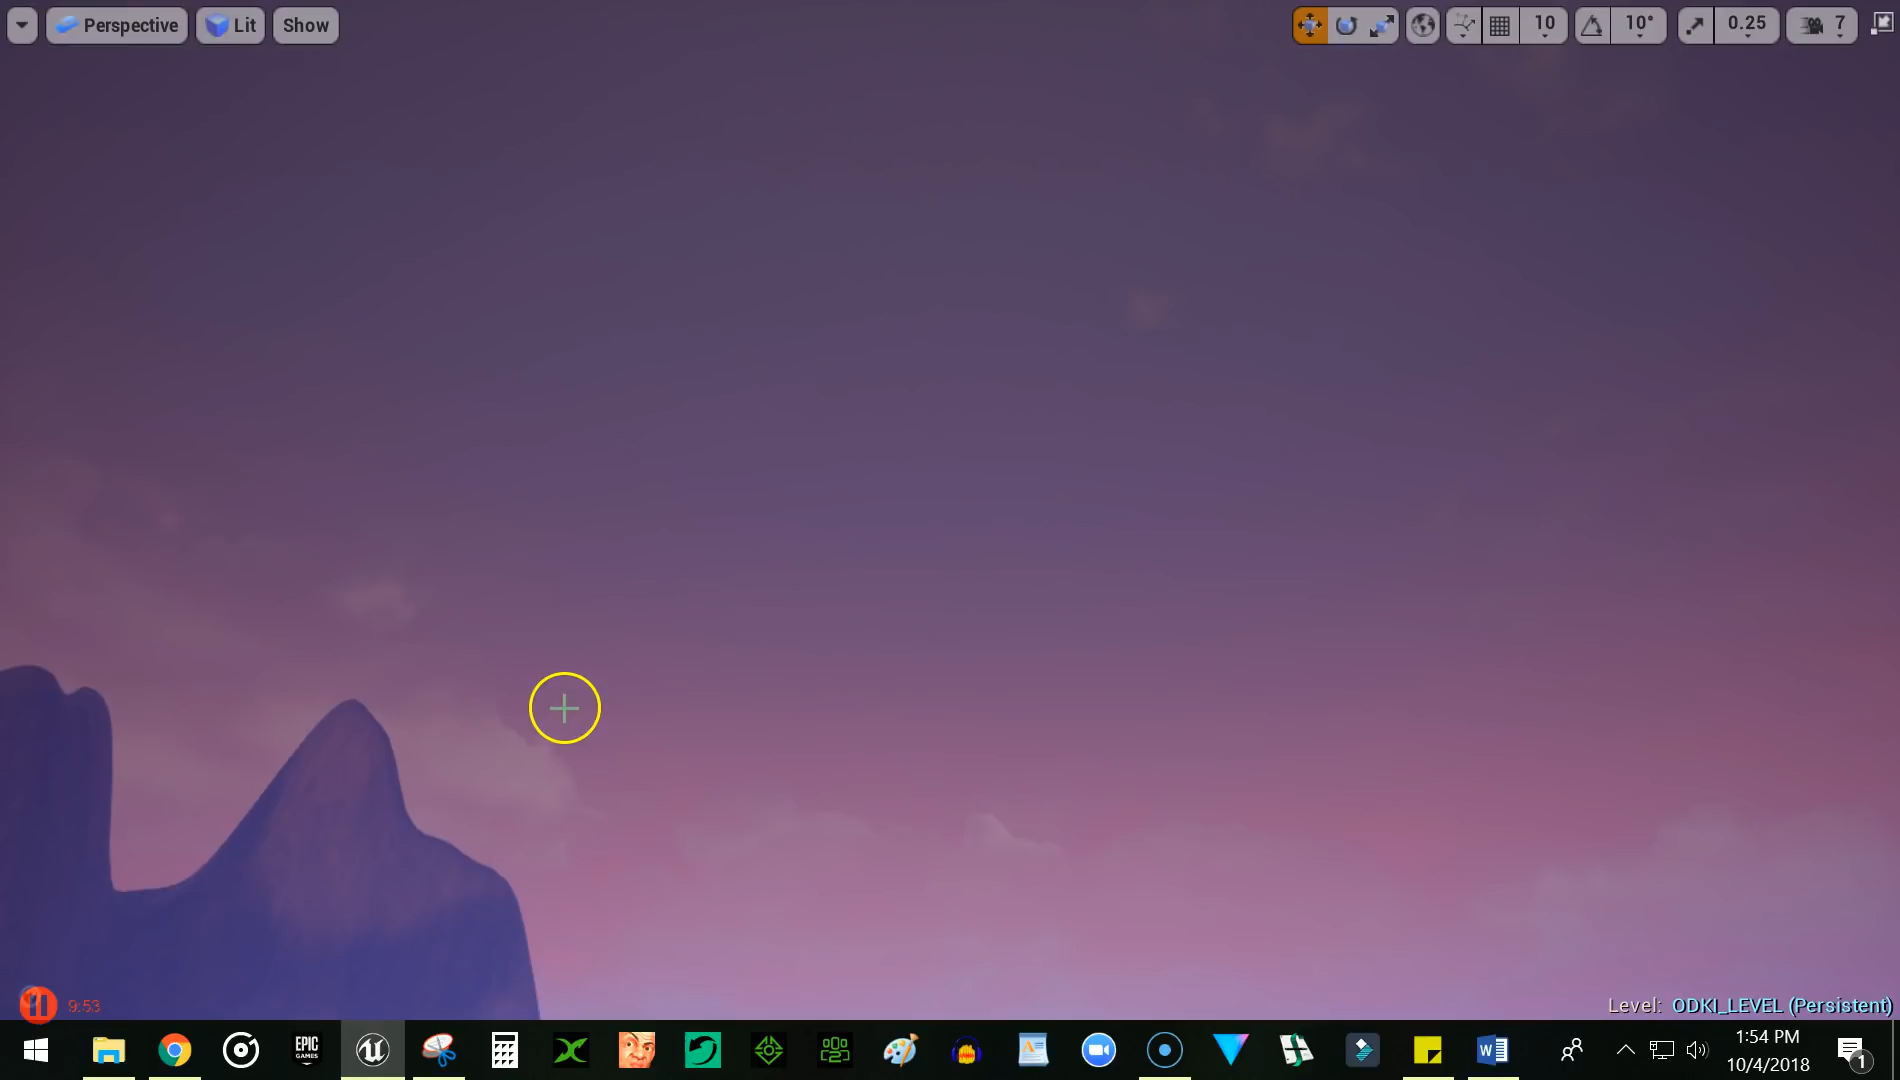 Perspective
Lit
Show
10
10°
0.25
7
9:53
Level: ODKI_LEVEL (Persistent)
EPIC
GAMES
1:54 PM
10/4/2018
1